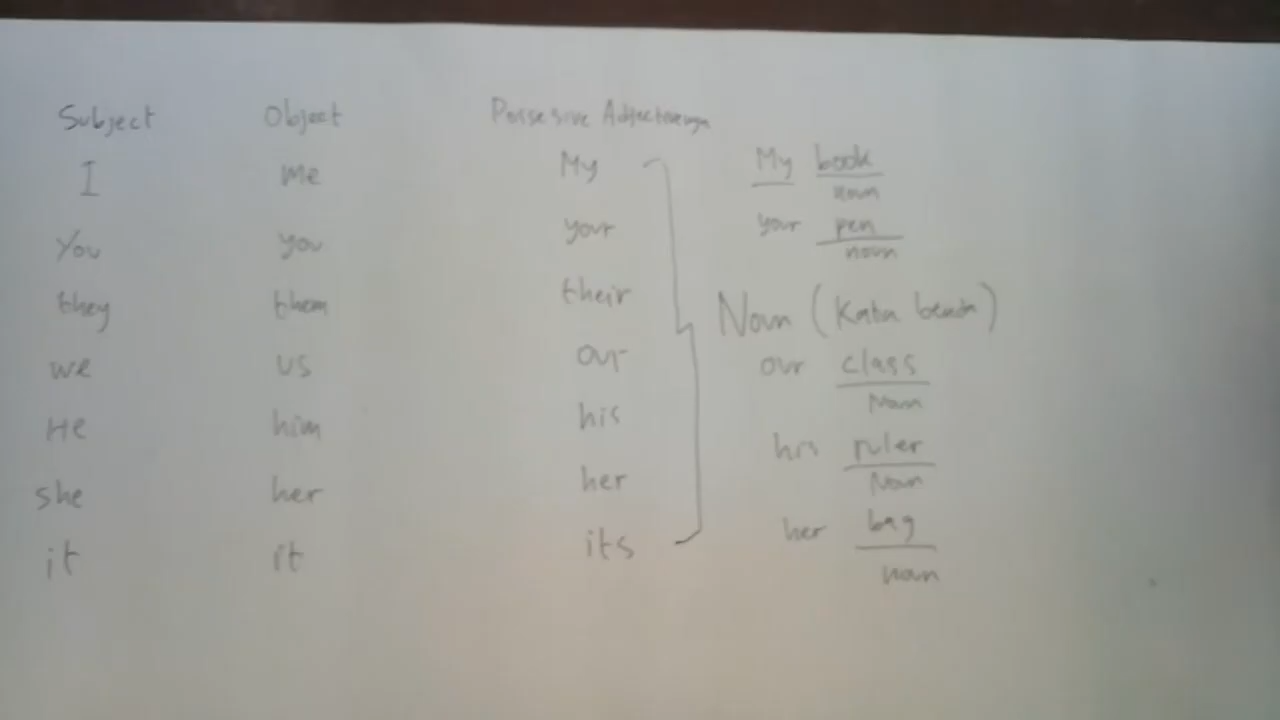 Subject Object Possesive
I me My My book
noun
You you your your pen
noun
they them their
Noun (kata benda)
we us our our class
Noun
He him his his ruler
Noun
she her her her bag
noun
it it its